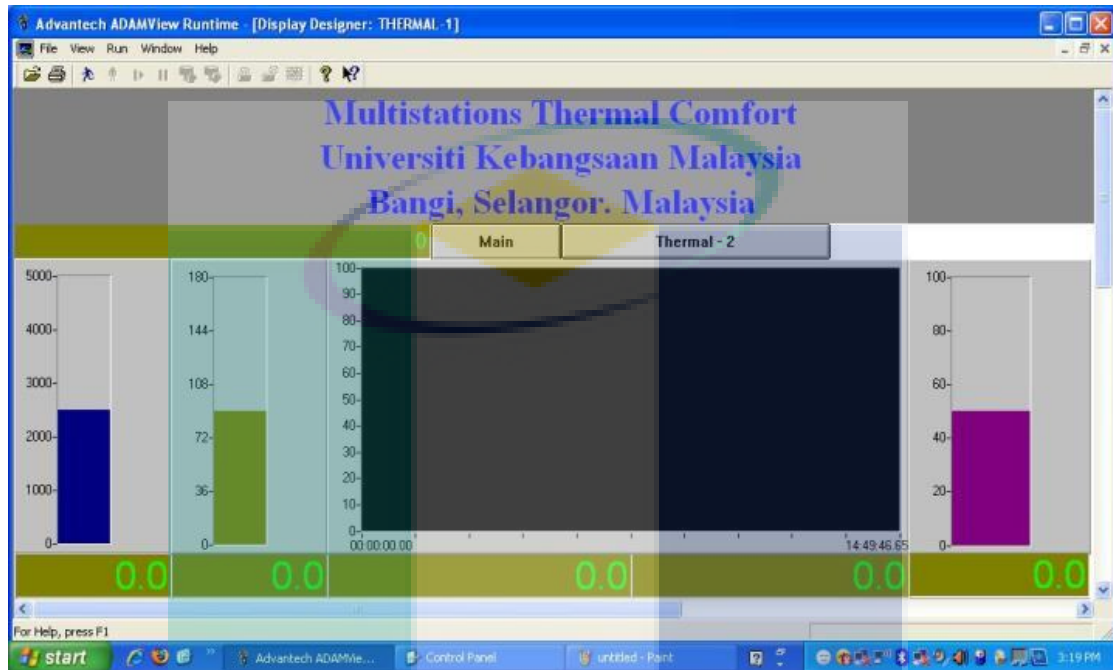 Advantech ADAMView Runtime - [Display Designer: THERMAL-1]
File View Run Window Help
Multistations Thermal Comfort
Universiti Kebangsaan Malaysia
Bangi, Selangor. Malaysia
0 Main Thermal - 2
5000 4000 3000 2000 1000 0
180 144 108 72 36 0
100 90 80 70 60 50 40 30 20 10 0
00:00:00.00 14:49:46.65
100 80 60 40 20 0
0.0 0.0 0.0 0.0 0.0
For Help, press F1
start Advantech ADAMVie... Control Panel untitled - Paint 3:19 PM